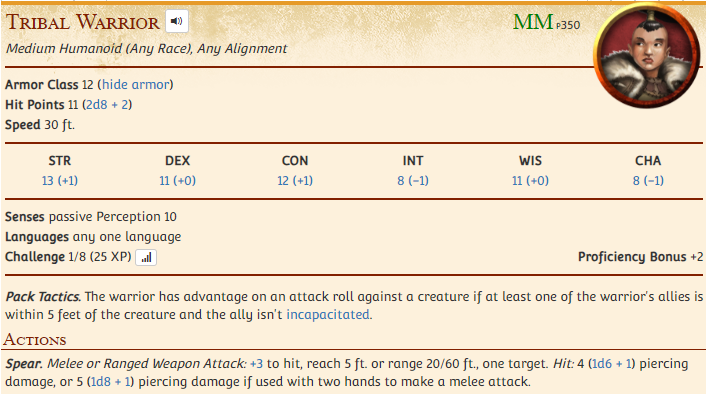 Tribal Warrior
MM P350
Medium Humanoid (Any Race), Any Alignment
Armor Class 12 (hide armor)
Hit Points 11 (2d8 + 2)
Speed 30 ft.
STR DEX CON INT WIS CHA
13 (+1) 11 (+0) 12 (+1) 8 (−1) 11 (+0) 8 (−1)
Senses passive Perception 10
Languages any one language
Challenge 1/8 (25 XP) Proficiency Bonus +2
Pack Tactics. The warrior has advantage on an attack roll against a creature if at least one of the warrior's allies is
within 5 feet of the creature and the ally isn't incapacitated.
Actions
Spear. Melee or Ranged Weapon Attack: +3 to hit, reach 5 ft. or range 20/60 ft., one target. Hit: 4 (1d6 + 1) piercing
damage, or 5 (1d8 + 1) piercing damage if used with two hands to make a melee attack.